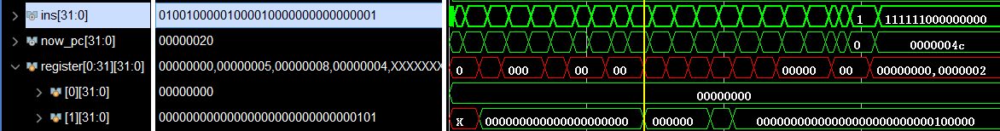 ins[31:0] 01001000001000010000000000000001 1 111111000000000
now_pc[31:0] 00000020 0 0000004c
register[0:31][31:0] 00000000,00000005,00000008,00000004,XXXXXXX 0 000 00 00 00000 00 00000000,0000002
[0][31:0] 00000000 00000000
[1][31:0] 00000000000000000000000000000101 X 00000000000000000000000 000000 00000000000000000000000000100000